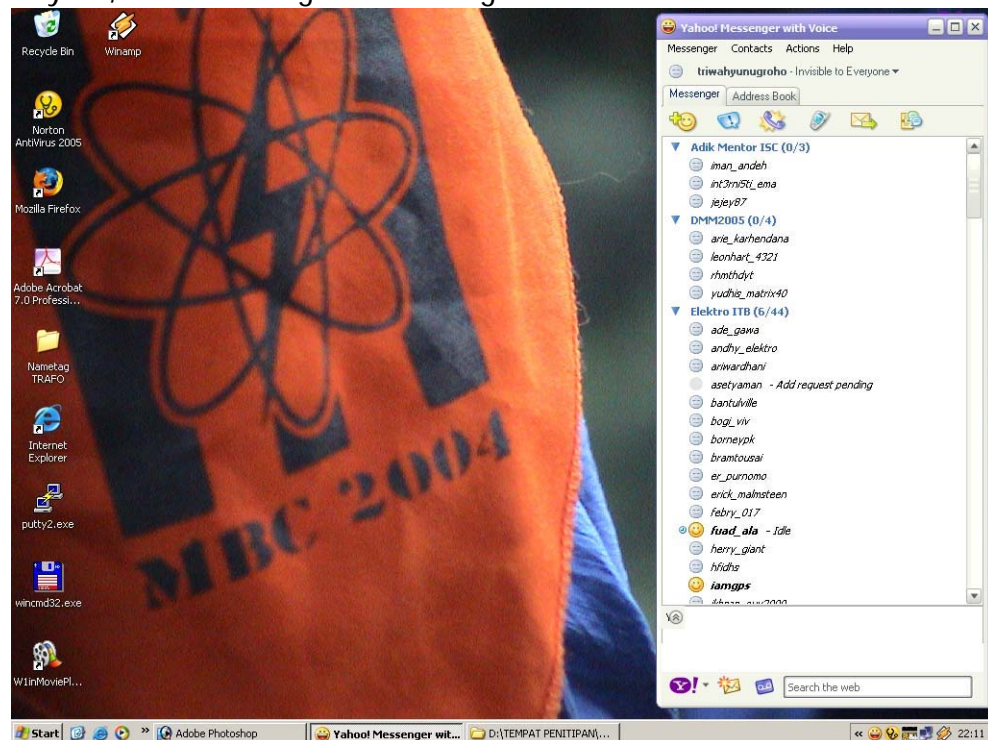 Recycle Bin
Winamp
Norton
AntiVirus 2005
Mozilla Firefox
Adobe Acrobat
7.0 Professi...
Nametag
TRAFO
Internet
Explorer
putty2.exe
wincmd32.exe
W1inMoviePl...
MBC 2004
Yahoo! Messenger with Voice
Messenger Contacts Actions Help
triwahyunugroho - Invisible to Everyone
Messenger Address Book
Adik Mentor ISC (0/3)
iman_andeh
int3rni5ti_ema
jejey87
DMM2005 (0/4)
arie_karhendana
leonhart_4321
rhmthdyt
yudhis_matrix40
Elektro ITB (6/44)
ade_gawa
andhy_elektro
ariwardhani
asetyaman - Add request pending
bantulville
bogi_viv
borneypk
bramtousai
er_purnomo
erick_malmsteen
febry_017
fuad_ala - Idle
herry_giant
hfidhs
iamgps
Y!
Search the web
Start
Adobe Photoshop
Yahoo! Messenger wit...
D:\TEMPAT PENITIPAN\...
22:11